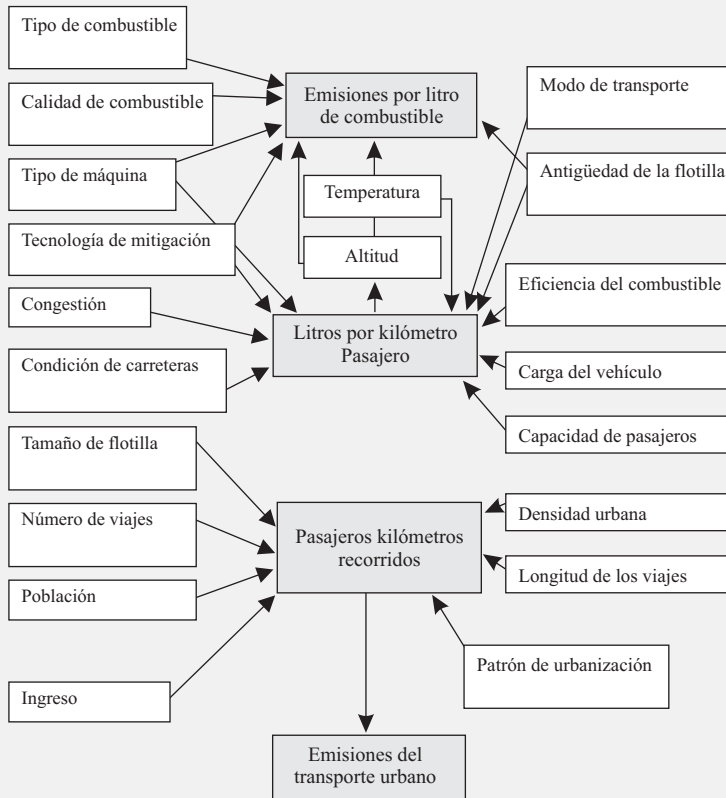 Tipo de combustible
Calidad de combustible
Tipo de máquina
Tecnología de mitigación
Congestión
Condición de carreteras
Tamaño de flotilla
Número de viajes
Población
Ingreso
Emisiones por litro
de combustible
Temperatura
Altitud
Litros por kilómetro
Pasajero
Pasajeros kilómetros
recorridos
Emisiones del
transporte urbano
Modo de transporte
Antigüedad de la flotilla
Eficiencia del combustible
Carga del vehículo
Capacidad de pasajeros
Densidad urbana
Longitud de los viajes
Patrón de urbanización